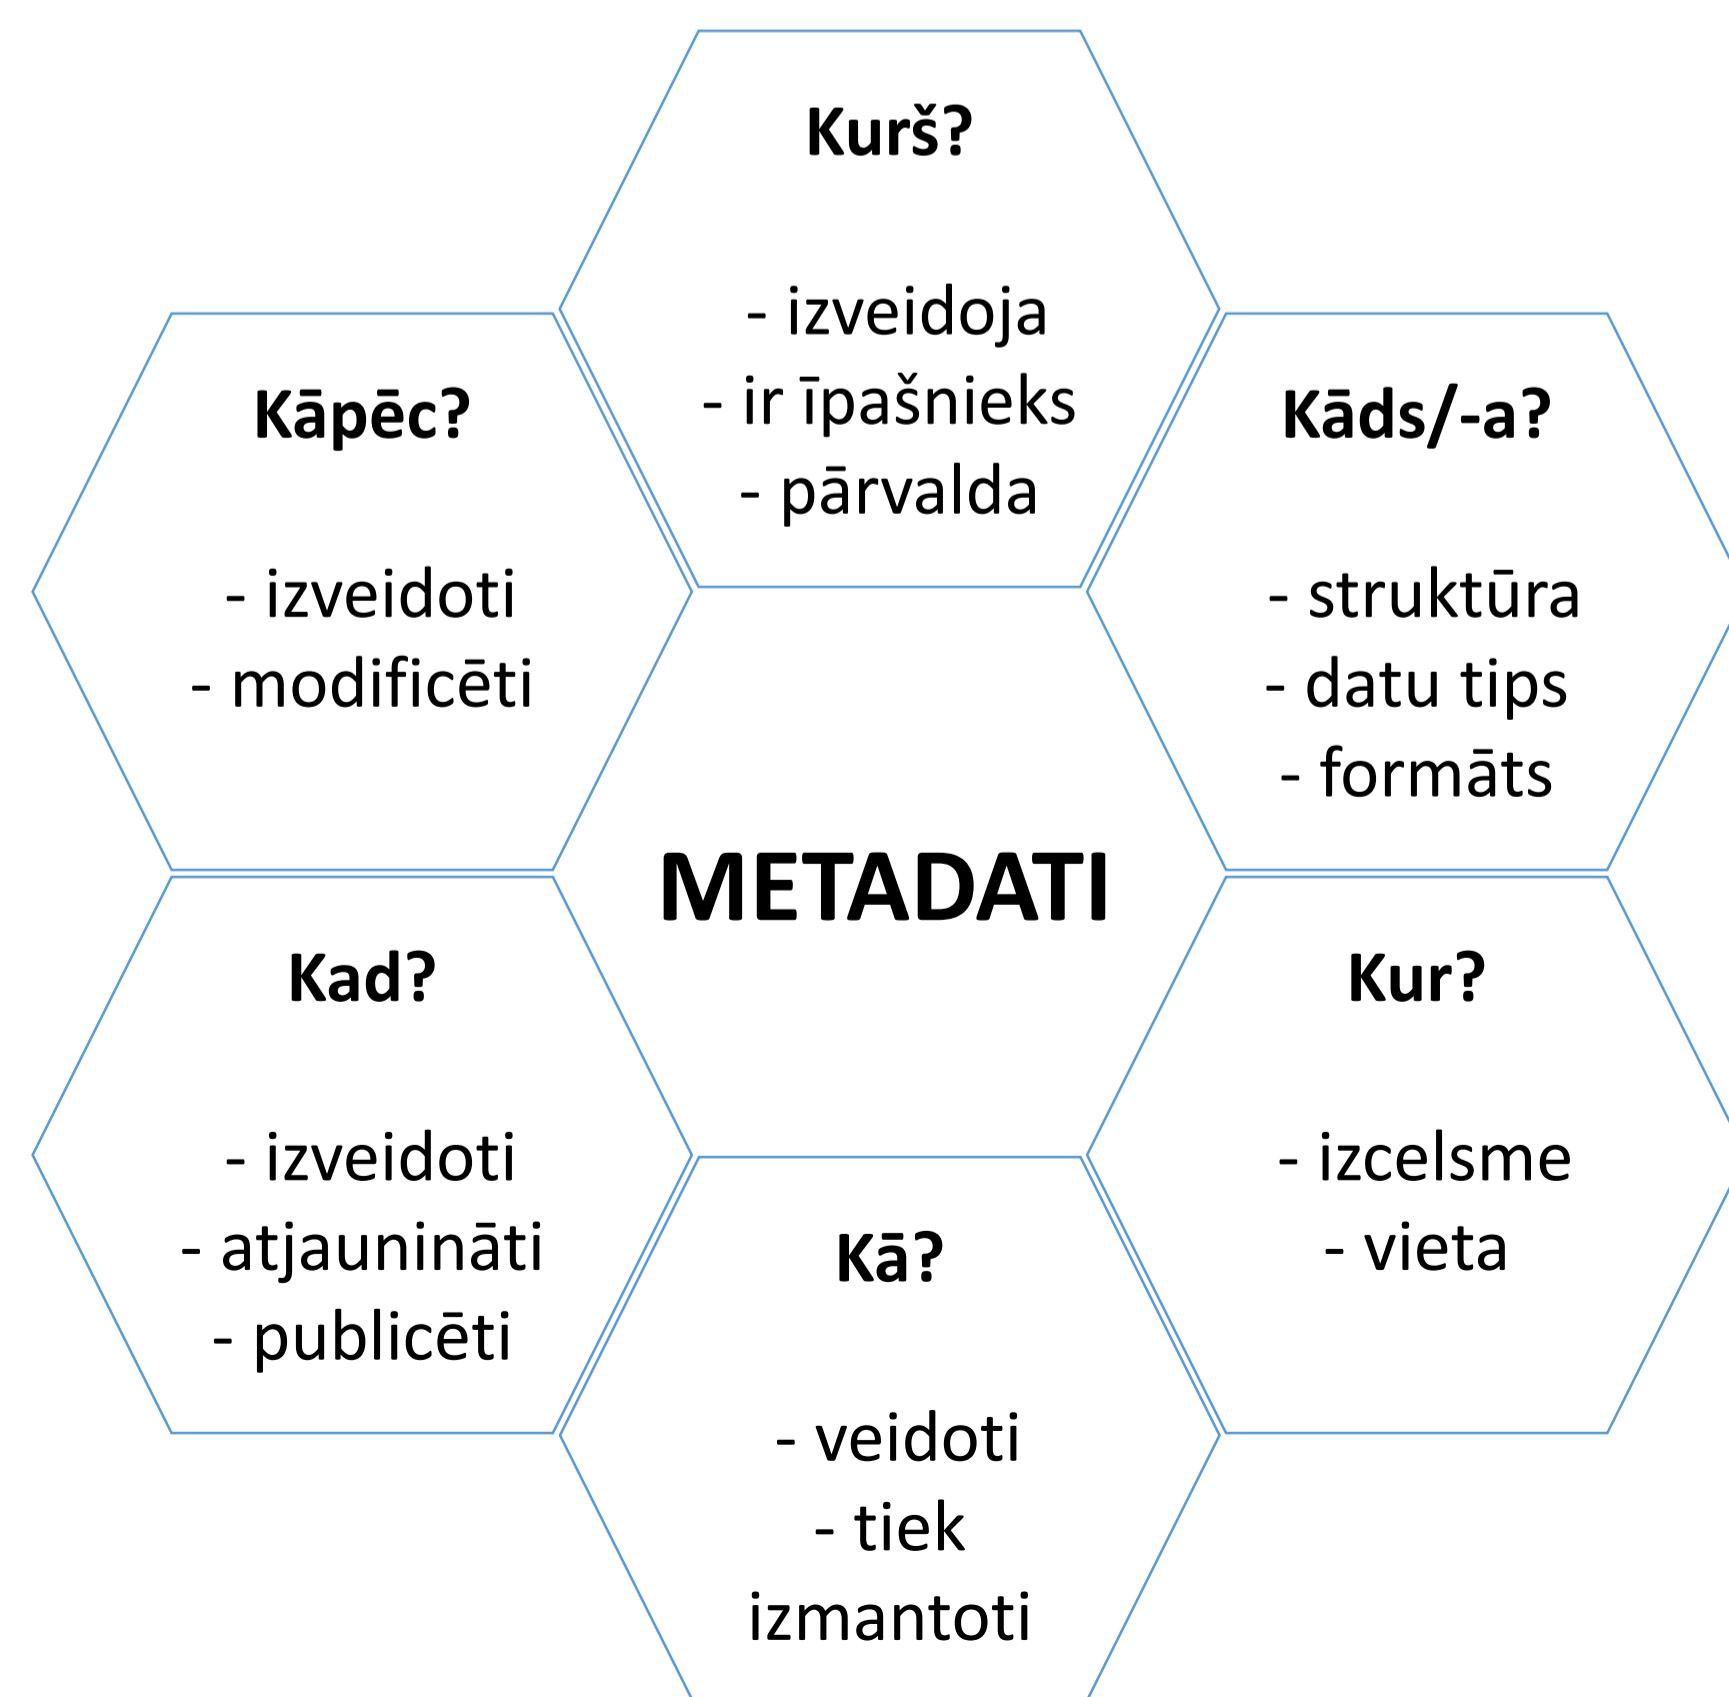 Kurš?
- izveidoja
- ir īpašnieks
- pārvalda
Kāpēc?
- izveidoti
- modificēti
Kāds/-a?
- struktūra
- datu tips
- formāts
METADATI
Kad?
- izveidoti
- atjaunināti
- publicēti
Kur?
- izcelsme
- vieta
Kā?
- veidoti
- tiek
izmantoti